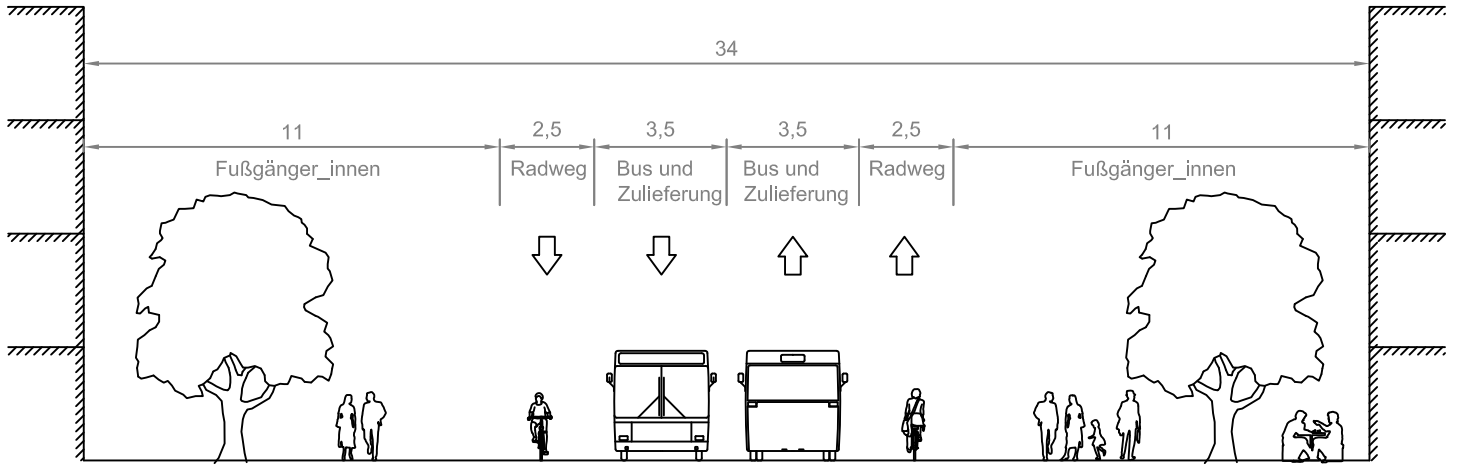 34
11
2,5
3,5
3,5
2,5
11
Fußgänger_innen
Radweg
Bus und
Zulieferung
Bus und
Zulieferung
Radweg
Fußgänger_innen